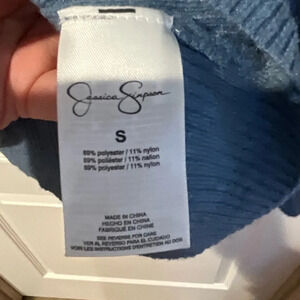 Jessica Simpson
S
89% polyester / 11% nylon
89% poliéster / 11% nailon
89% polyester / 11% nylon
MADE IN CHINA
HECHO EN CHINA
FABRIQUÉ EN CHINE
SEE REVERSE FOR CARE
VER AL REVERSO PARA EL CUIDADO
VOIR LES INSTRUCTIONS D'ENTRETIEN AU DOS